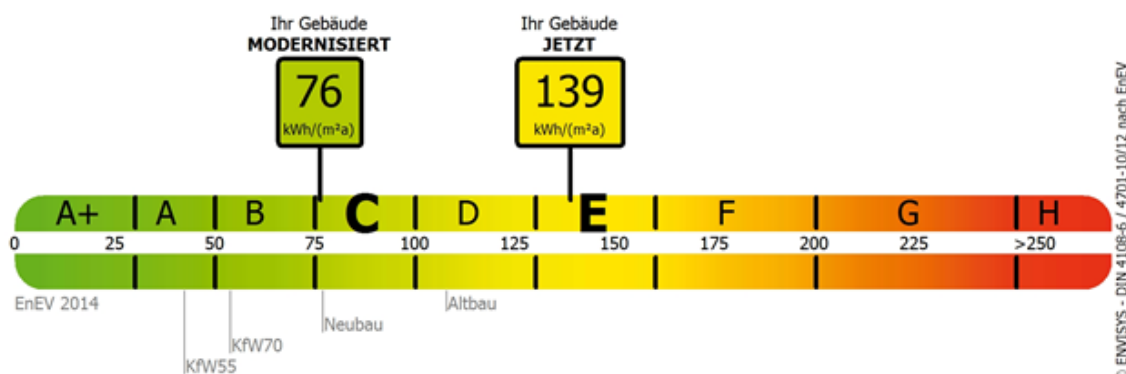 Ihr Gebäude
MODERNISIERT
76
kWh/(m²a)
Ihr Gebäude
JETZT
139
kWh/(m²a)
A+ A B C D E F G H
0 25 50 75 100 125 150 175 200 225 >250
EnEV 2014
KfW55
KfW70
Neubau
Altbau
© ENVISYS - DIN 4108-6 / 4701-10/12 nach EnEV